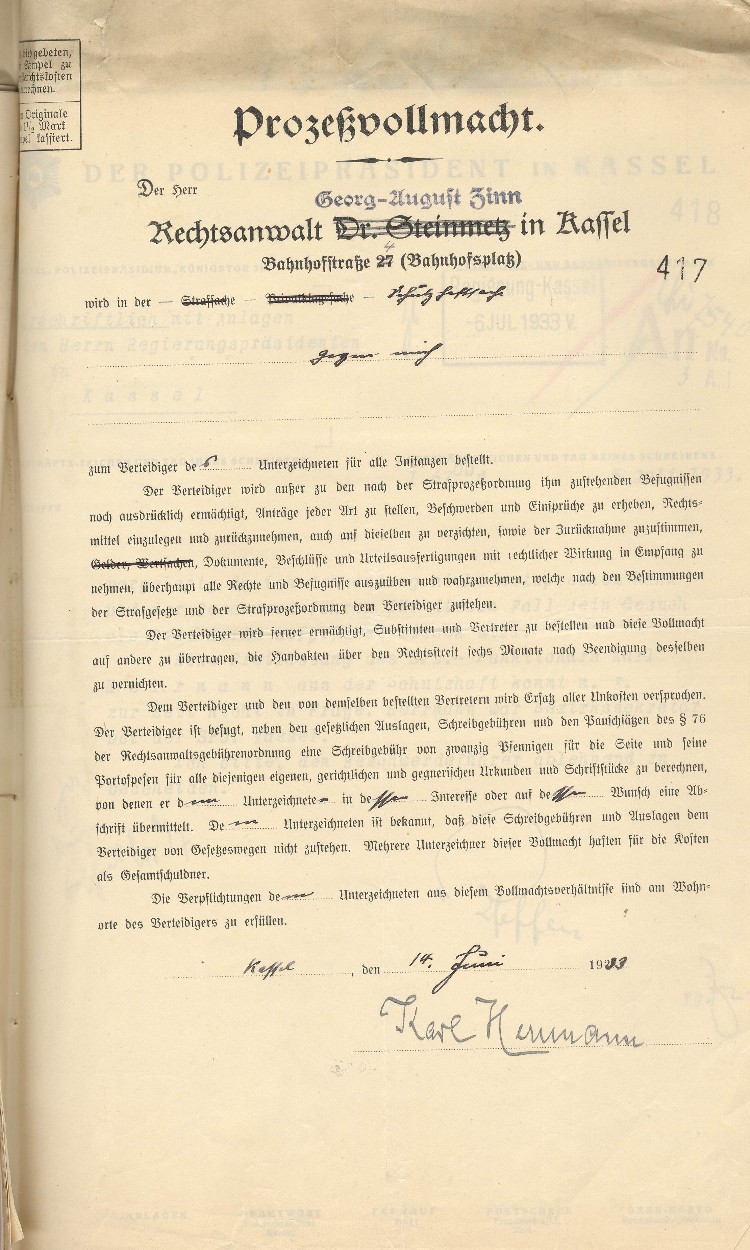 gebeten,
Stempel zu
rechnen.
Originale
Mark
kassiert.
Prozeßvollmacht.
Der Herr
Georg-August Zinn
Rechtsanwalt Dr. Steinmetz in Kassel
4
Bahnhofstraße 27 (Bahnhofsplatz)
417
wird in der — Strafsache — — Schutzhaftsache
gegen mich
zum Verteidiger des Unterzeichneten für alle Instanzen bestellt.
Der Verteidiger wird außer zu den nach der Strafprozeßordnung ihm zustehenden Befugnissen
noch ausdrücklich ermächtigt, Anträge jeder Art zu stellen, Beschwerden und Einsprüche zu erheben, Rechts-
mittel einzulegen und zurückzunehmen, auch auf dieselben zu verzichten, sowie der Zurücknahme zuzustimmen,
Gelder, Wertsachen, Dokumente, Beschlüsse und Urteilsausfertigungen mit rechtlicher Wirkung in Empfang zu
nehmen, überhaupt alle Rechte und Befugnisse auszuüben und wahrzunehmen, welche nach den Bestimmungen
der Strafgesetze und der Strafprozeßordnung dem Verteidiger zustehen.
Der Verteidiger wird ferner ermächtigt, Substituten und Vertreter zu bestellen und diese Vollmacht
auf andere zu übertragen, die Handakten über den Rechtsstreit sechs Monate nach Beendigung desselben
zu vernichten.
Dem Verteidiger und den von demselben bestellten Vertretern wird Ersatz aller Unkosten versprochen.
Der Verteidiger ist befugt, neben den gesetzlichen Auslagen, Schreibgebühren und den Pauschsätzen des § 76
der Rechtsanwaltsgebührenordnung eine Schreibgebühr von zwanzig Pfennigen für die Seite und seine
Portospesen für alle diejenigen eigenen, gerichtlichen und gegnerischen Urkunden und Schriftstücke zu berechnen,
von denen er dem Unterzeichneten in dessen Interesse oder auf dessen Wunsch eine Ab-
schrift übermittelt. Dem Unterzeichneten ist bekannt, daß diese Schreibgebühren und Auslagen dem
Verteidiger von Gesetzeswegen nicht zustehen. Mehrere Unterzeichner dieser Vollmacht haften für die Kosten
als Gesamtschuldner.
Die Verpflichtungen dem Unterzeichneten aus diesem Vollmachtsverhältnisse sind am Wohn-
orte des Verteidigers zu erfüllen.
Kassel, den 14. Juni 1933
Karl Hermann